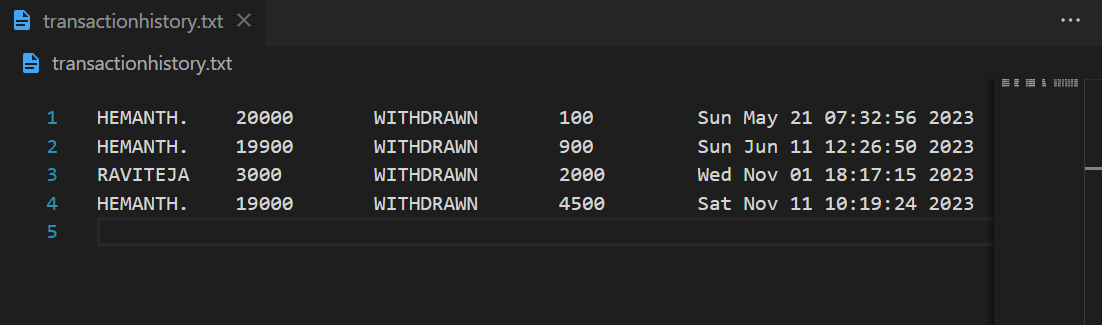 transactionhistory.txt
transactionhistory.txt
1 HEMANTH. 20000 WITHDRAWN 100 Sun May 21 07:32:56 2023
2 HEMANTH. 19900 WITHDRAWN 900 Sun Jun 11 12:26:50 2023
3 RAVITEJA 3000 WITHDRAWN 2000 Wed Nov 01 18:17:15 2023
4 HEMANTH. 19000 WITHDRAWN 4500 Sat Nov 11 10:19:24 2023
5